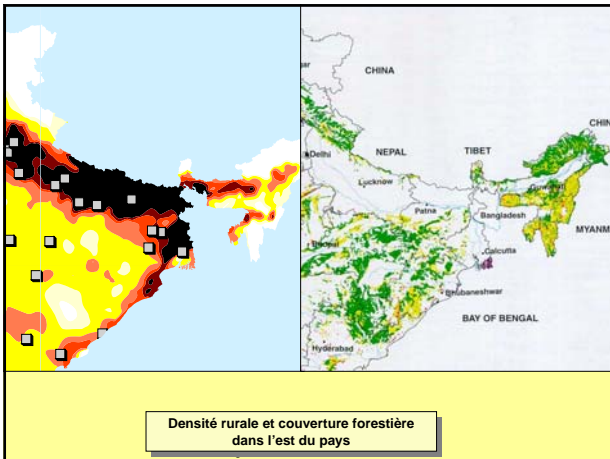 CHINA
CHIN
NEPAL
TIBET
Delhi
Lucknow
Patna
Bangladesh
MYANM
Calcutta
Bhubaneshwar
BAY OF BENGAL
Hyderabad
Densité rurale et couverture forestière
dans l'est du pays